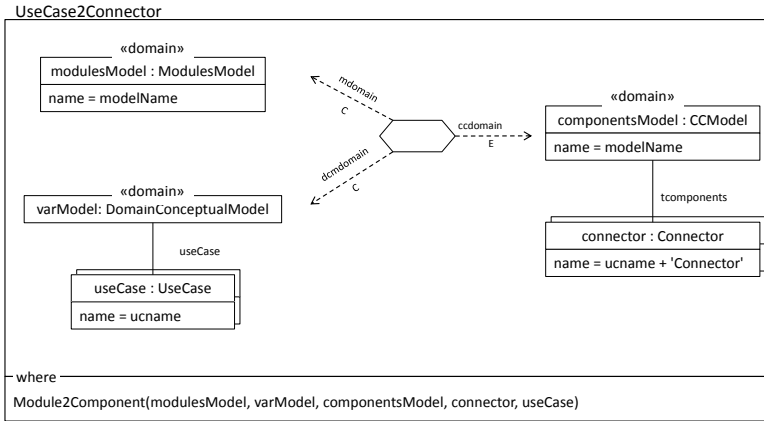 UseCase2Connector
«domain»
modulesModel : ModulesModel
name = modelName
mdomain
C
ccdomain
E
«domain»
componentsModel : CCModel
name = modelName
dcmdomain
C
«domain»
varModel: DomainConceptualModel
tcomponents
useCase
connector : Connector
name = ucname + 'Connector'
useCase : UseCase
name = ucname
where
Module2Component(modulesModel, varModel, componentsModel, connector, useCase)